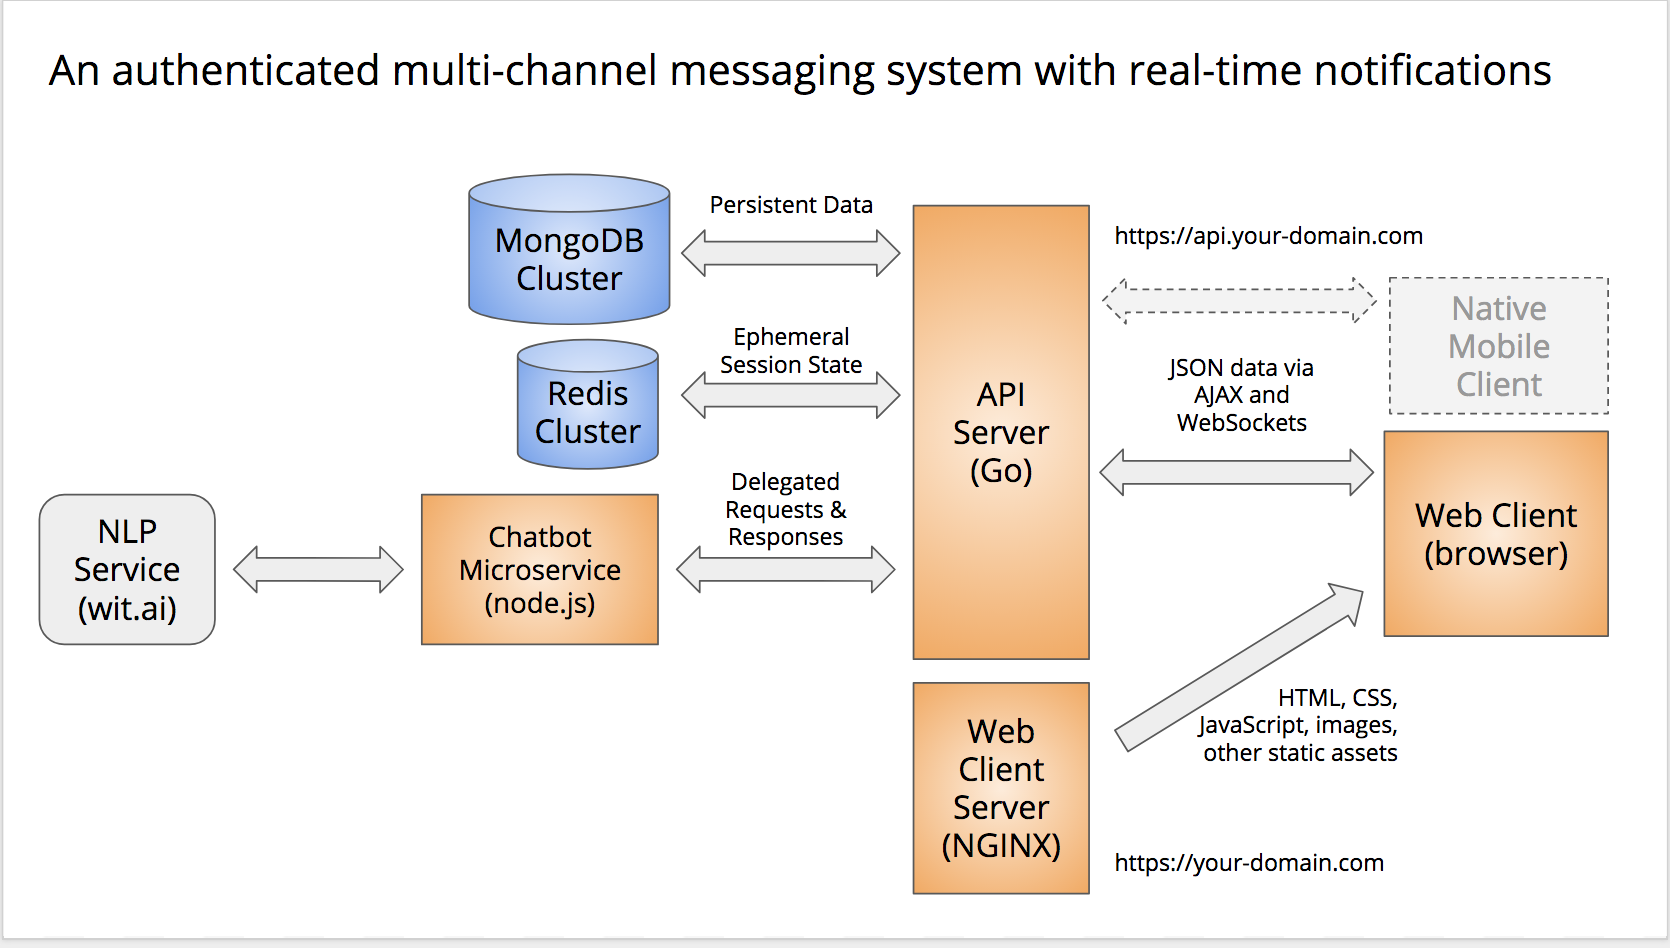 An authenticated multi-channel messaging system with real-time notifications
MongoDB
Cluster
Persistent Data
Redis
Cluster
Ephemeral
Session State
NLP
Service
(wit.ai)
Chatbot
Microservice
(node.js)
Delegated
Requests &
Responses
API
Server
(Go)
https://api.your-domain.com
Native
Mobile
Client
JSON data via
AJAX and
WebSockets
Web Client
(browser)
Web
Client
Server
(NGINX)
HTML, CSS,
JavaScript, images,
other static assets
https://your-domain.com